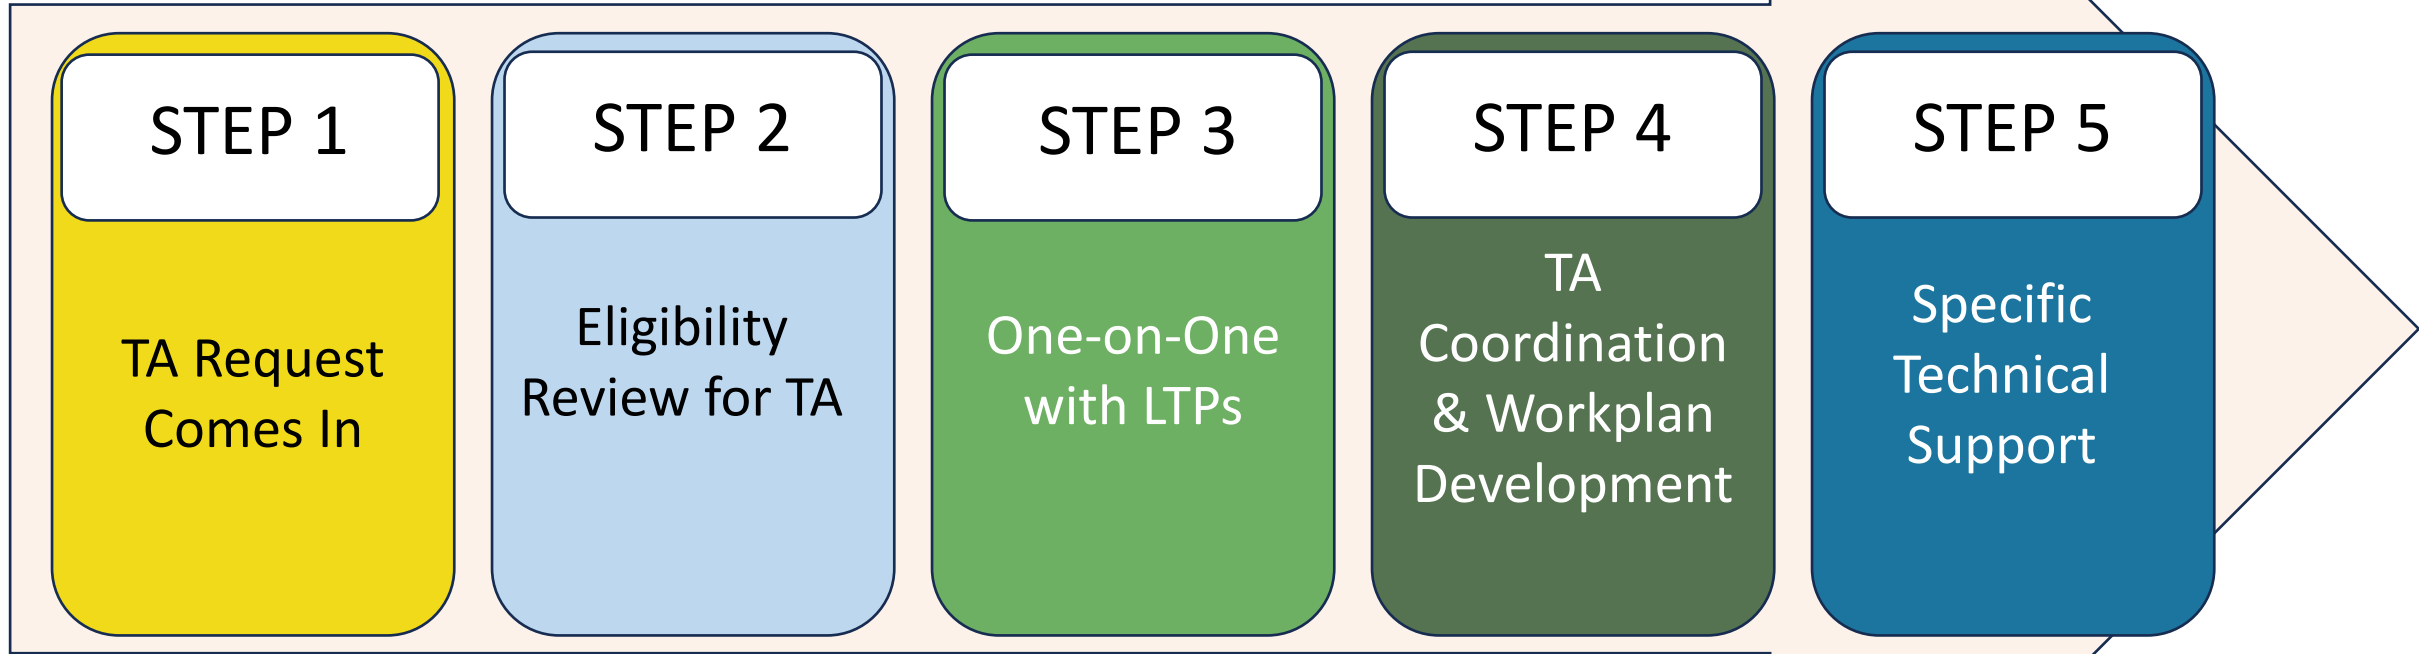 STEP 1
TA Request
Comes In
STEP 2
Eligibility
Review for TA
STEP 3
One-on-One
with LTPs
STEP 4
TA
Coordination
& Workplan
Development
STEP 5
Specific
Technical
Support